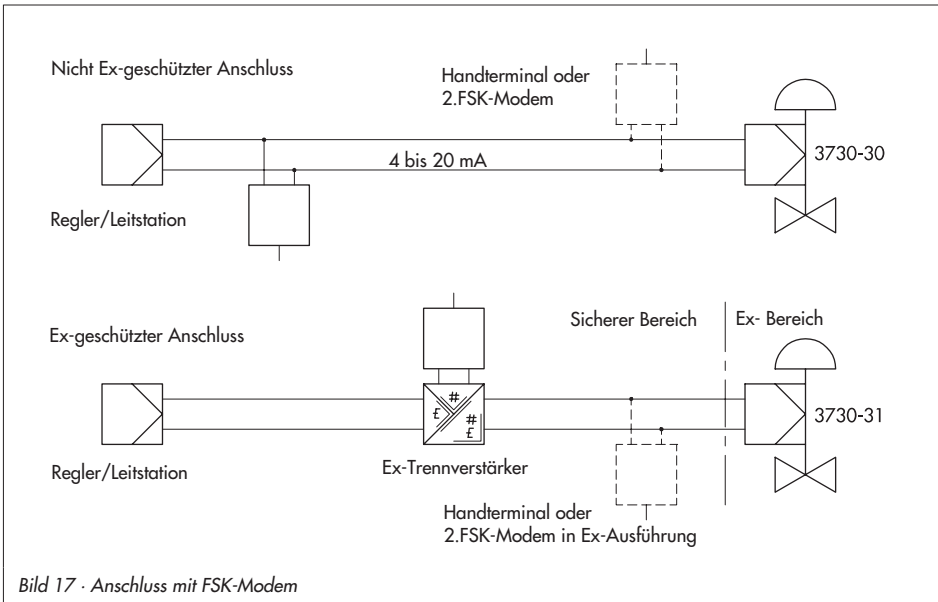 Nicht Ex-geschützter Anschluss
Handterminal oder
2.FSK-Modem
4 bis 20 mA
3730-30
Regler/Leitstation
Ex-geschützter Anschluss
Sicherer Bereich
Ex- Bereich
#
£
#
£
3730-31
Regler/Leitstation
Ex-Trennverstärker
Handterminal oder
2.FSK-Modem in Ex-Ausführung
Bild 17 · Anschluss mit FSK-Modem